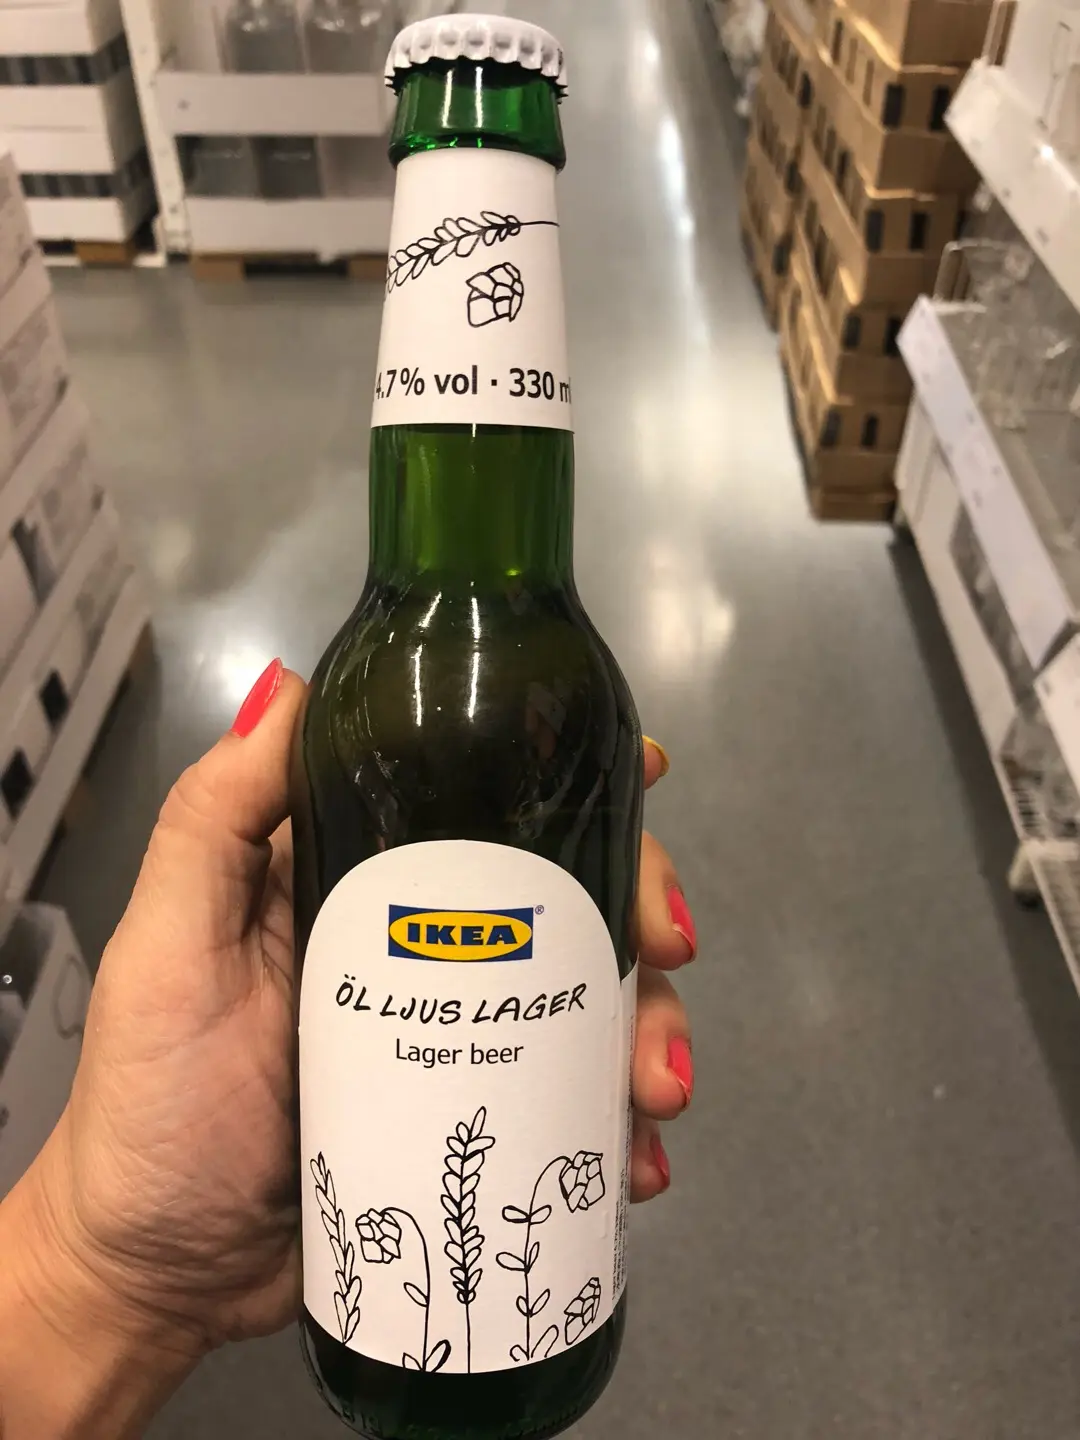 4.7% vol · 330 m
IKEA®
ÖL LJUS LAGER
Lager beer